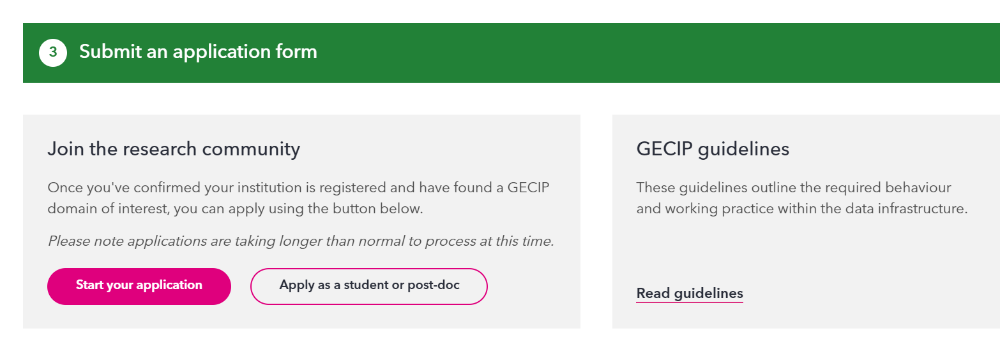 3 Submit an application form
Join the research community
Once you've confirmed your institution is registered and have found a GECIP
domain of interest, you can apply using the button below.
Please note applications are taking longer than normal to process at this time.
Start your application
Apply as a student or post-doc
GECIP guidelines
These guidelines outline the required behaviour
and working practice within the data infrastructure.
Read guidelines